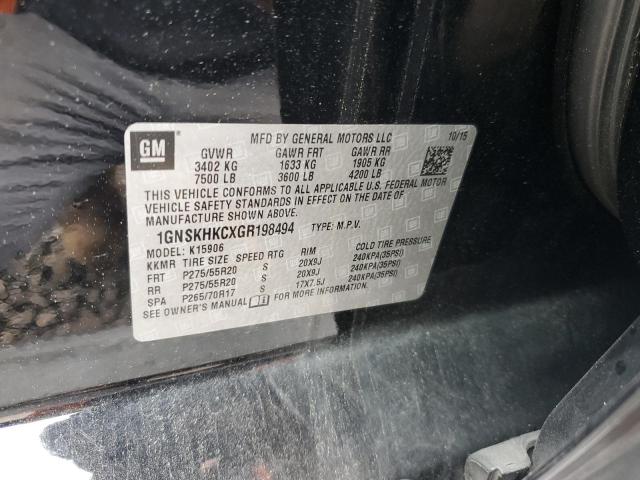 GM
MFD BY GENERAL MOTORS LLC 10/15
GVWR GAWR FRT GAWR RR
3402 KG 1633 KG 1905 KG
7500 LB 3600 LB 4200 LB
THIS VEHICLE CONFORMS TO ALL APPLICABLE U.S. FEDERAL MOTOR
VEHICLE SAFETY STANDARDS IN EFFECT ON THE DATE OF
MANUFACTURE SHOWN ABOVE.
1GNSKHKCXGR198494 TYPE: M.P.V.
MODEL: K15906
KKMR TIRE SIZE SPEED RTG RIM COLD TIRE PRESSURE
FRT P275/55R20 S 20X9J 240KPA(35PSI)
RR P275/55R20 S 20X9J 240KPA(35PSI)
SPA P265/70R17 S 17X7.5J 240KPA(35PSI)
SEE OWNER'S MANUAL FOR MORE INFORMATION.